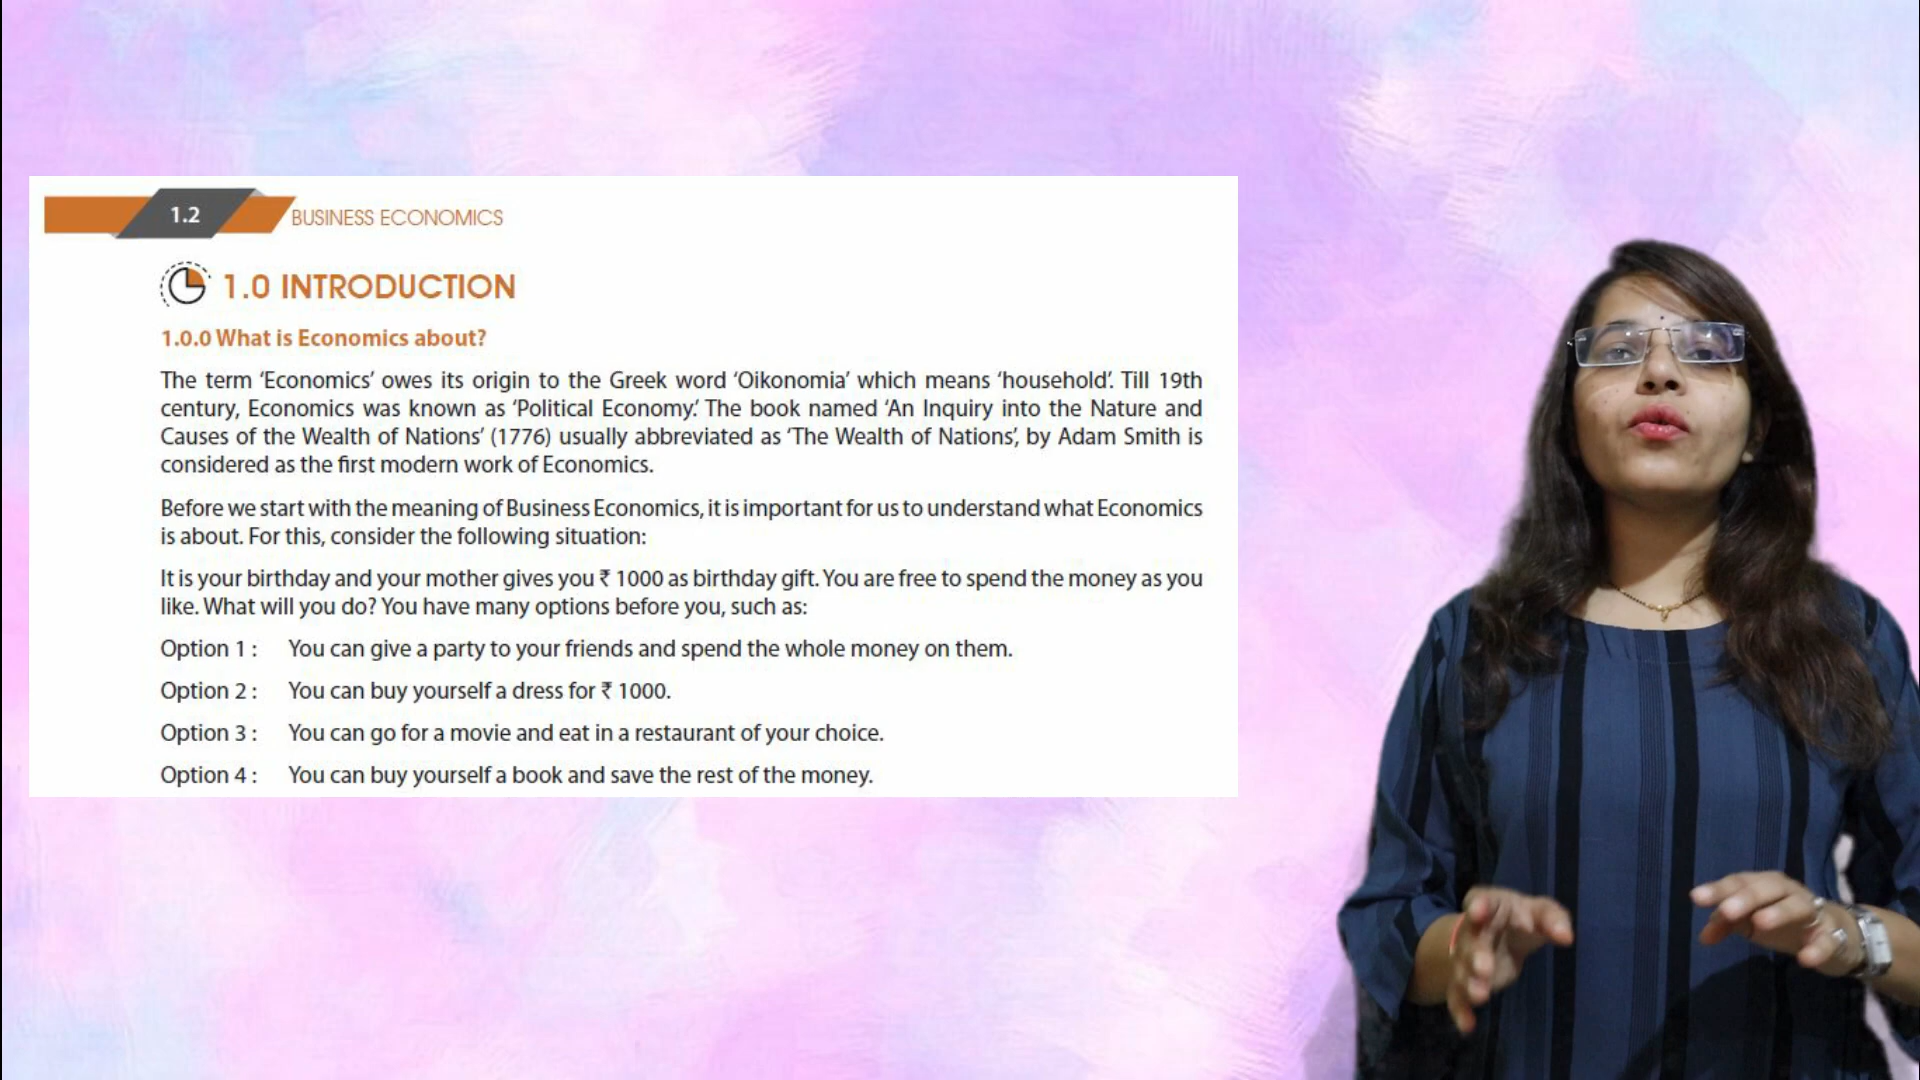 1.2
BUSINESS ECONOMICS
1.0 INTRODUCTION
1.0.0 What is Economics about?
The term ‘Economics’ owes its origin to the Greek word ‘Oikonomia’ which means ‘household’. Till 19th
century, Economics was known as ‘Political Economy.’ The book named ‘An Inquiry into the Nature and
Causes of the Wealth of Nations’ (1776) usually abbreviated as ‘The Wealth of Nations’, by Adam Smith is
considered as the first modern work of Economics.
Before we start with the meaning of Business Economics, it is important for us to understand what Economics
is about. For this, consider the following situation:
It is your birthday and your mother gives you ₹ 1000 as birthday gift. You are free to spend the money as you
like. What will you do? You have many options before you, such as:
Option 1 : You can give a party to your friends and spend the whole money on them.
Option 2 : You can buy yourself a dress for ₹ 1000.
Option 3 : You can go for a movie and eat in a restaurant of your choice.
Option 4 : You can buy yourself a book and save the rest of the money.